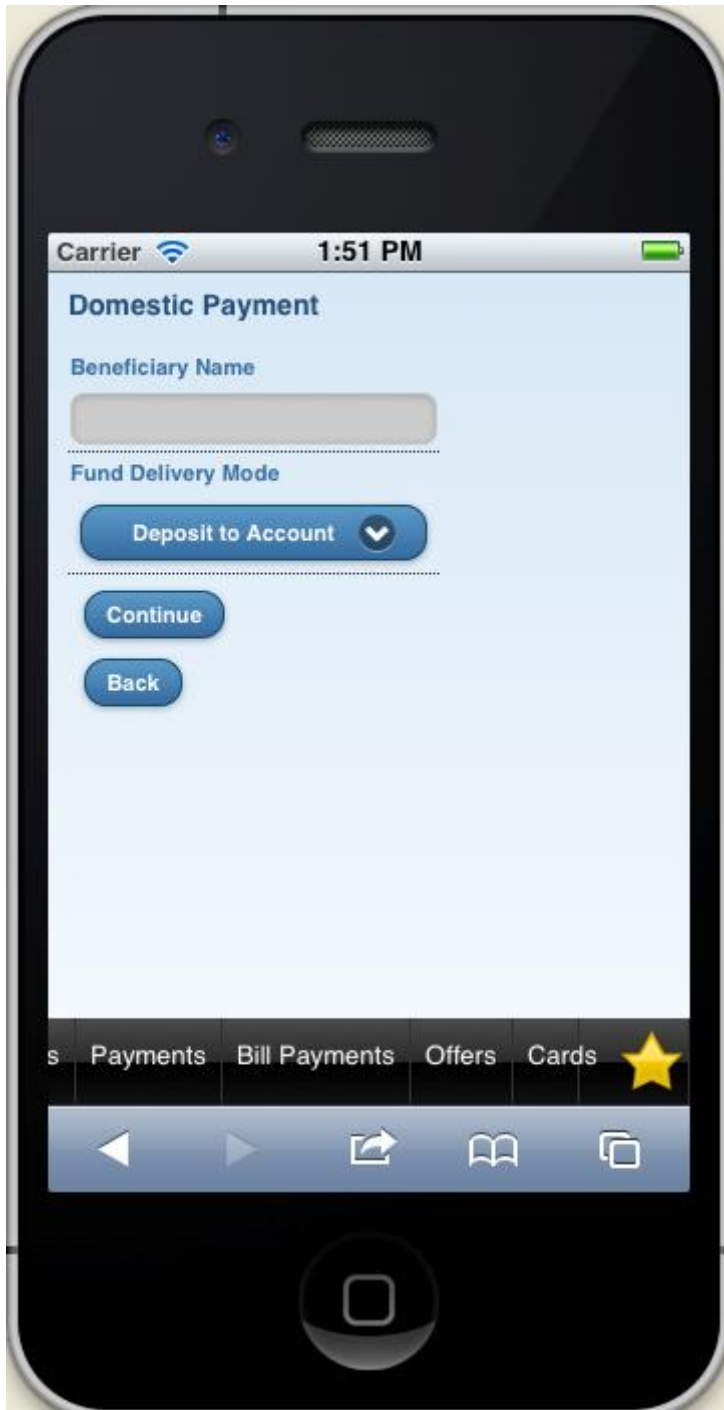 Carrier 1:51 PM
Domestic Payment
Beneficiary Name
Fund Delivery Mode
Deposit to Account
Continue
Back
s Payments Bill Payments Offers Cards